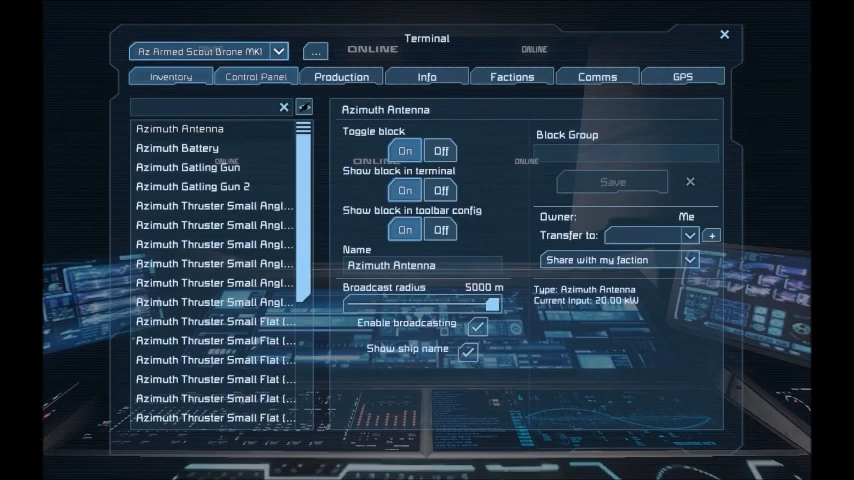 Terminal
Az Armed Scout Drone MK1
...
ONLINE
ONLINE
ONLINE
Inventory
Control Panel
Production
Info
Factions
Comms
GPS
Azimuth Antenna
Azimuth Battery
Azimuth Gatling Gun
Azimuth Gatling Gun 2
Azimuth Thruster Small Angl...
Azimuth Thruster Small Angl...
Azimuth Thruster Small Angl...
Azimuth Thruster Small Angl...
Azimuth Thruster Small Angl...
Azimuth Thruster Small Angl...
Azimuth Thruster Small Flat (...
Azimuth Thruster Small Flat (...
Azimuth Thruster Small Flat (...
Azimuth Thruster Small Flat (...
Azimuth Thruster Small Flat (...
Azimuth Thruster Small Flat (...
ONLINE
ONLINE
ONLINE
Azimuth Antenna
Toggle block
On Off
Show block in terminal
On Off
Show block in toolbar config
On Off
Name
Azimuth Antenna
Broadcast radius 5000 m
Enable broadcasting
Show ship name
Block Group
Save
Owner: Me
Transfer to:
+
Share with my faction
Type: Azimuth Antenna
Current Input: 20.00 kW